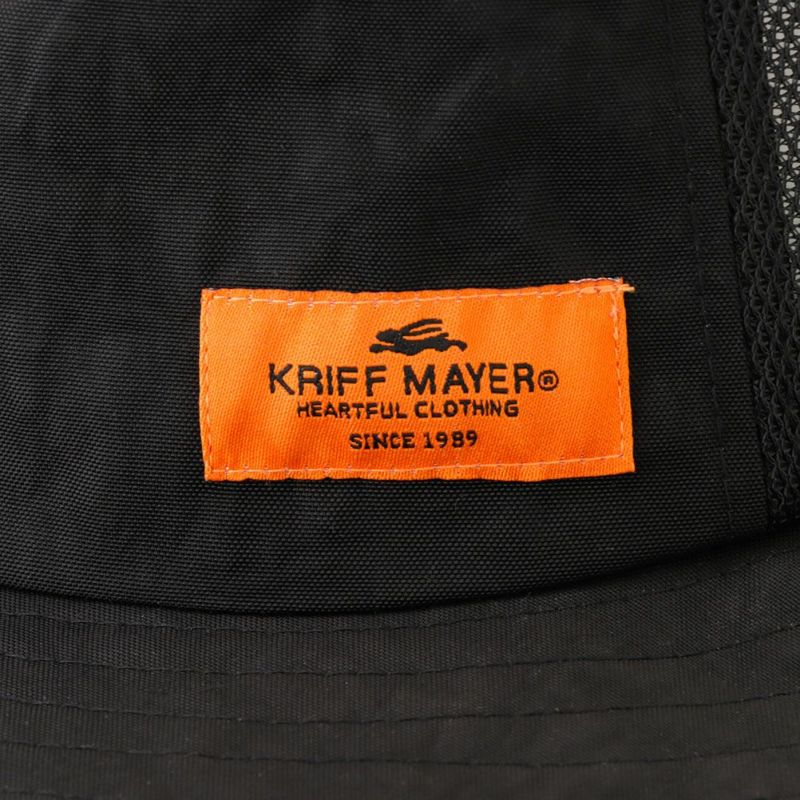 KRIFF MAYER®
HEARTFUL CLOTHING
SINCE 1989